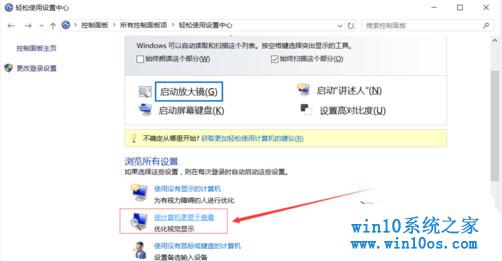 轻松使用设置中心
控制面板 › 所有控制面板项 › 轻松使用设置中心
搜索控制面板
控制面板主页
更改登录设置
Windows 可以自动读取和扫描这个列表。按空格键选择突出显示的工具。
始终朗读这个部分(W)
始终扫描这个部分(C)
启动放大镜(G)
启动“讲述人”(N)
启动屏幕键盘(K)
设置高对比度(U)
不确定从哪里开始? 获取更加轻松使用计算机的建议(R)
浏览所有设置
如果选择这些设置，则在每次登录时自动启动这些设置。
使用没有显示的计算机
为有视力障碍的人进行优化
使计算机更易于查看
优化视觉显示
使用没有鼠标或键盘的计算机
设置备选输入设备
win10系统之家
www.win10os.com